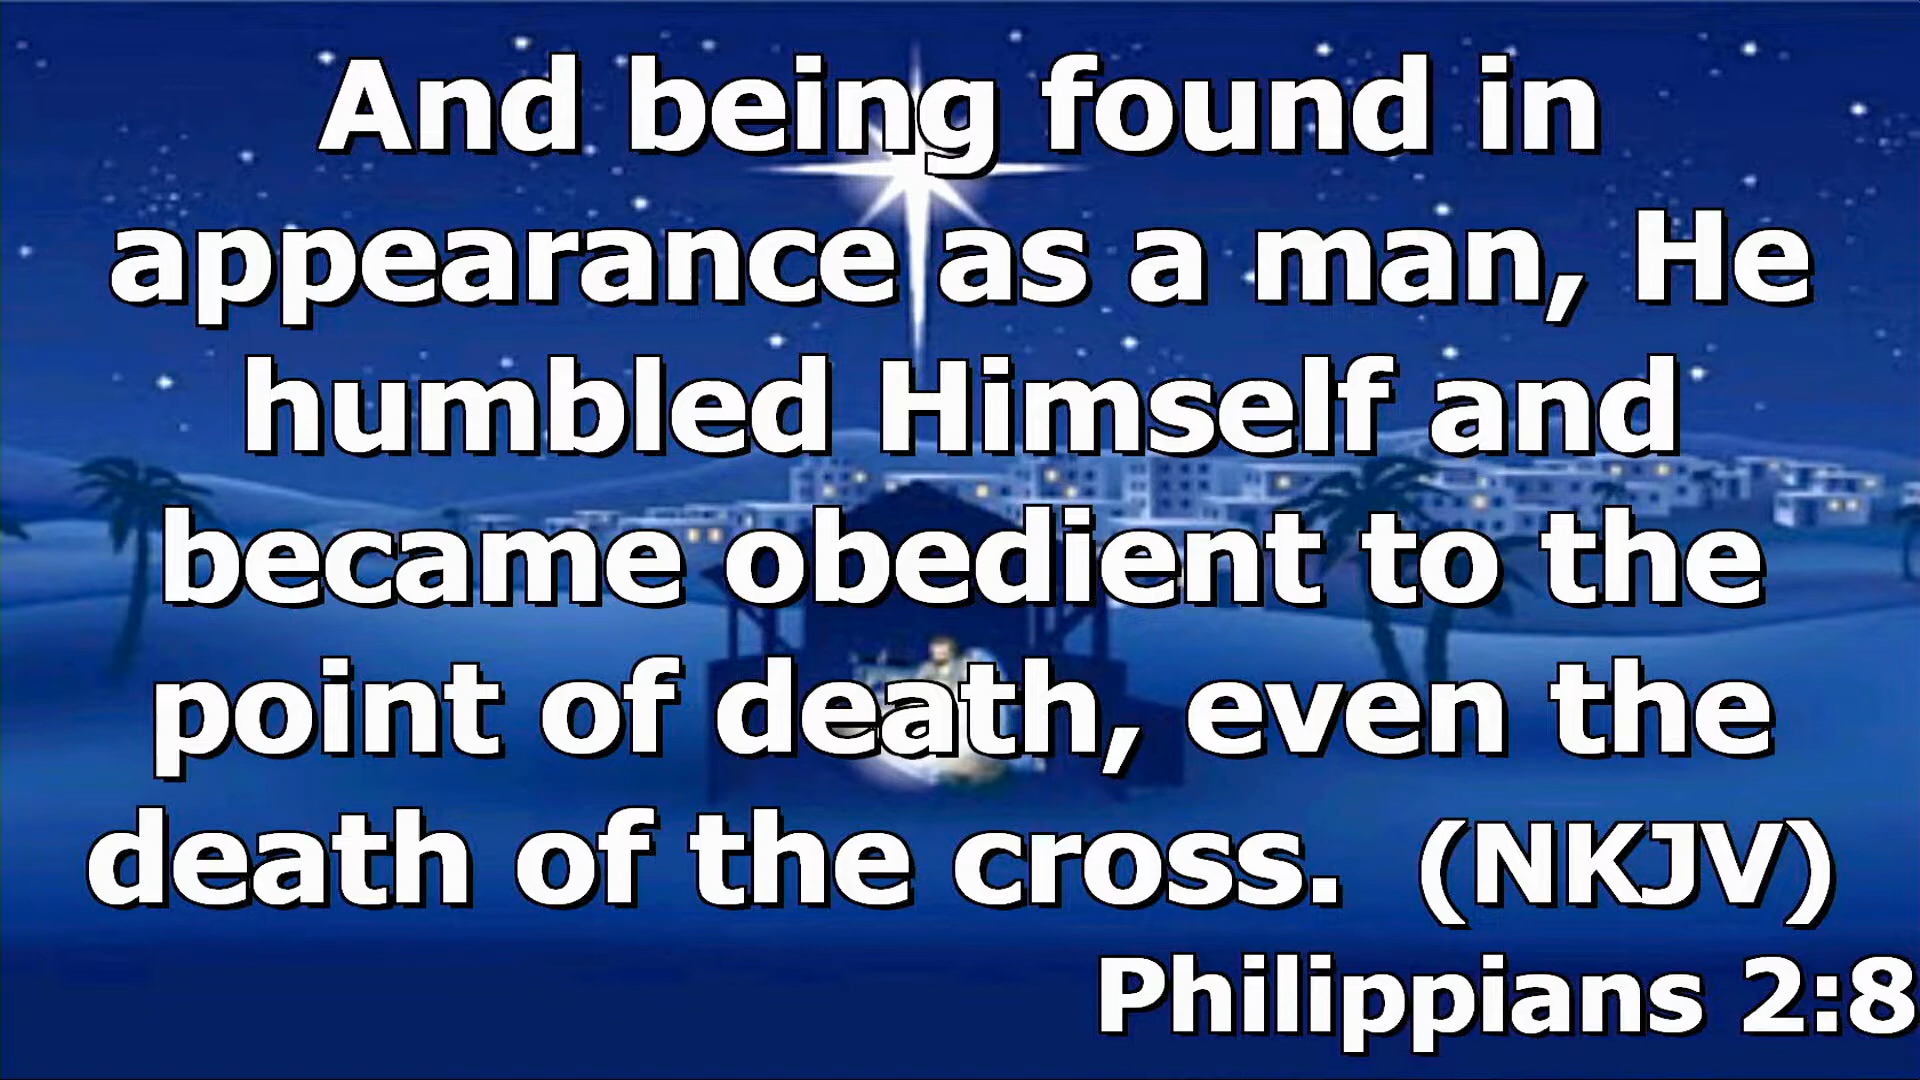 And being found in
appearance as a man, He
humbled Himself and
became obedient to the
point of death, even the
death of the cross.  (NKJV)
Philippians 2:8